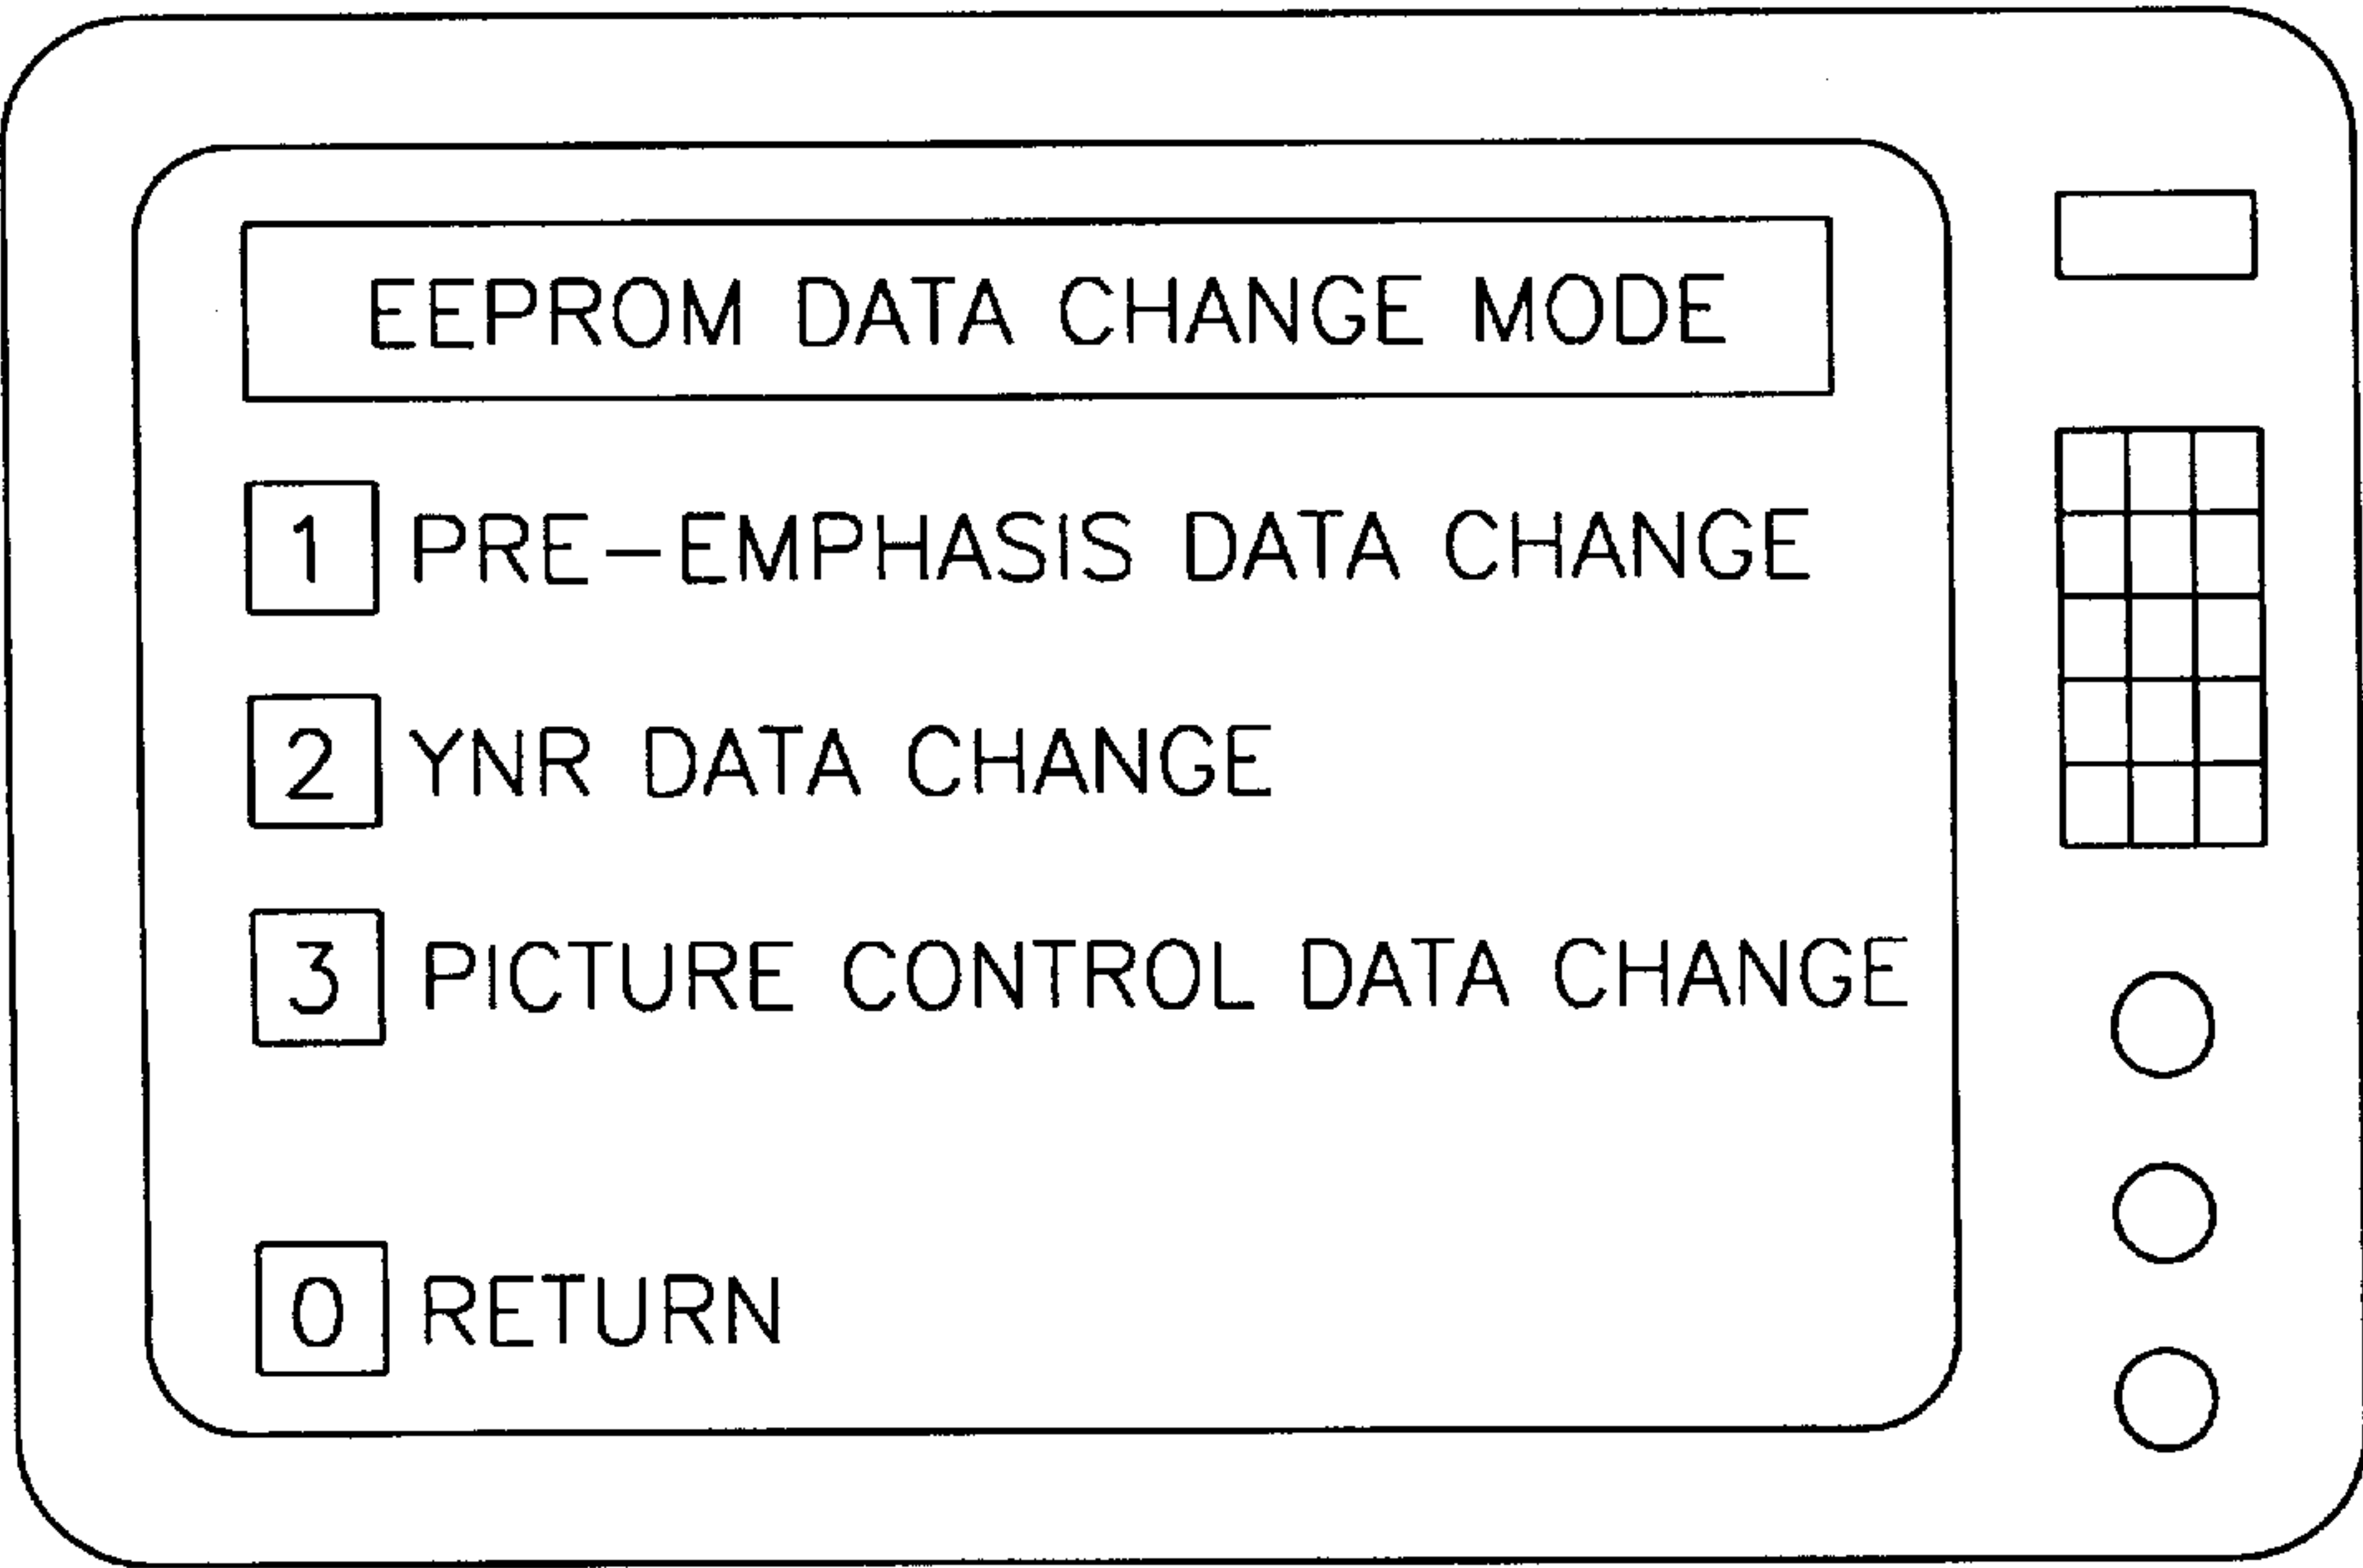 EEPROM DATA CHANGE MODE
1 PRE-EMPHASIS DATA CHANGE
2 YNR DATA CHANGE
3 PICTURE CONTROL DATA CHANGE
0 RETURN